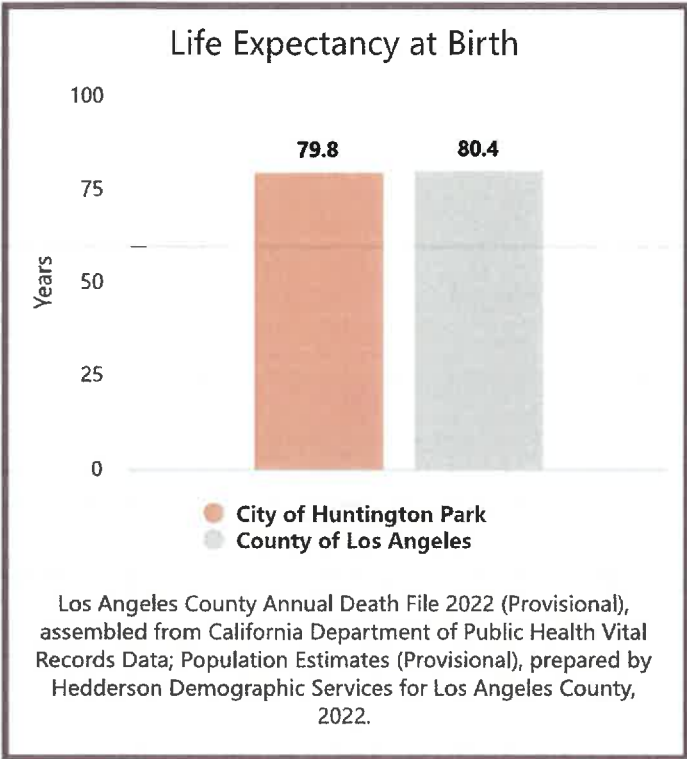 Life Expectancy at Birth
100
79.8
80.4
75
Years
50
25
0
City of Huntington Park
County of Los Angeles
Los Angeles County Annual Death File 2022 (Provisional),
assembled from California Department of Public Health Vital
Records Data; Population Estimates (Provisional), prepared by
Hedderson Demographic Services for Los Angeles County,
2022.